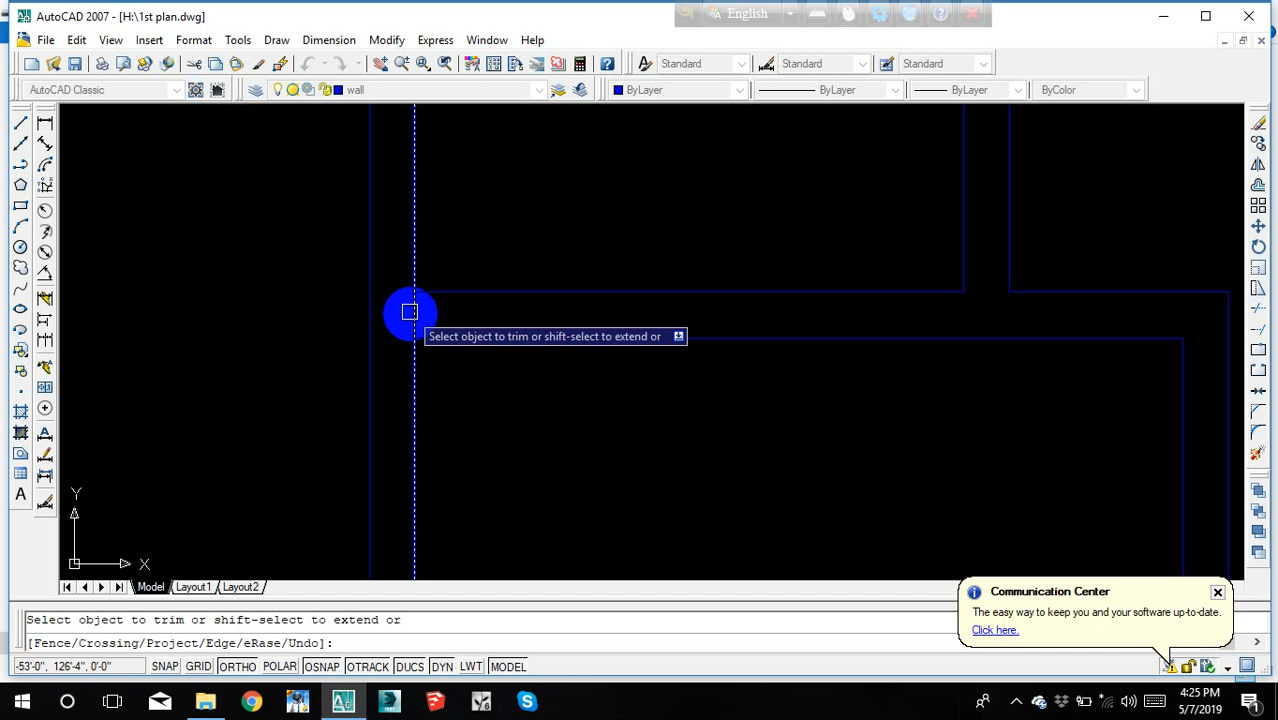 AutoCAD 2007 - [H:\1st plan.dwg]
English
File Edit View Insert Format Tools Draw Dimension Modify Express Window Help
Standard Standard Standard
AutoCAD Classic wall ByLayer ByLayer ByLayer ByColor
Select object to trim or shift-select to extend or
Y
X
Model Layout1 Layout2
Communication Center
The easy way to keep you and your software up-to-date.
Click here.
Select object to trim or shift-select to extend or
[Fence/Crossing/Project/Edge/eRase/Undo]:
-53'-0", 126'-4", 0'-0" SNAP GRID ORTHO POLAR OSNAP OTRACK DUCS DYN LWT MODEL
4:25 PM
5/7/2019